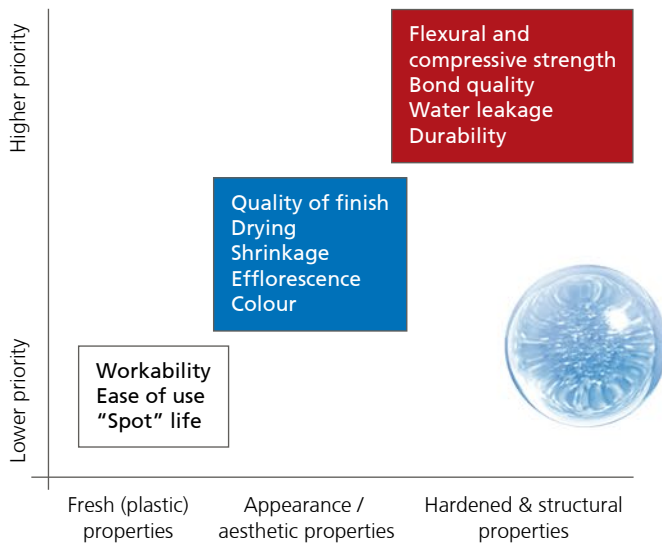 Higher priority
Lower priority
Flexural and
compressive strength
Bond quality
Water leakage
Durability
Quality of finish
Drying
Shrinkage
Efflorescence
Colour
Workability
Ease of use
“Spot” life
Fresh (plastic)
properties
Appearance /
aesthetic properties
Hardened & structural
properties